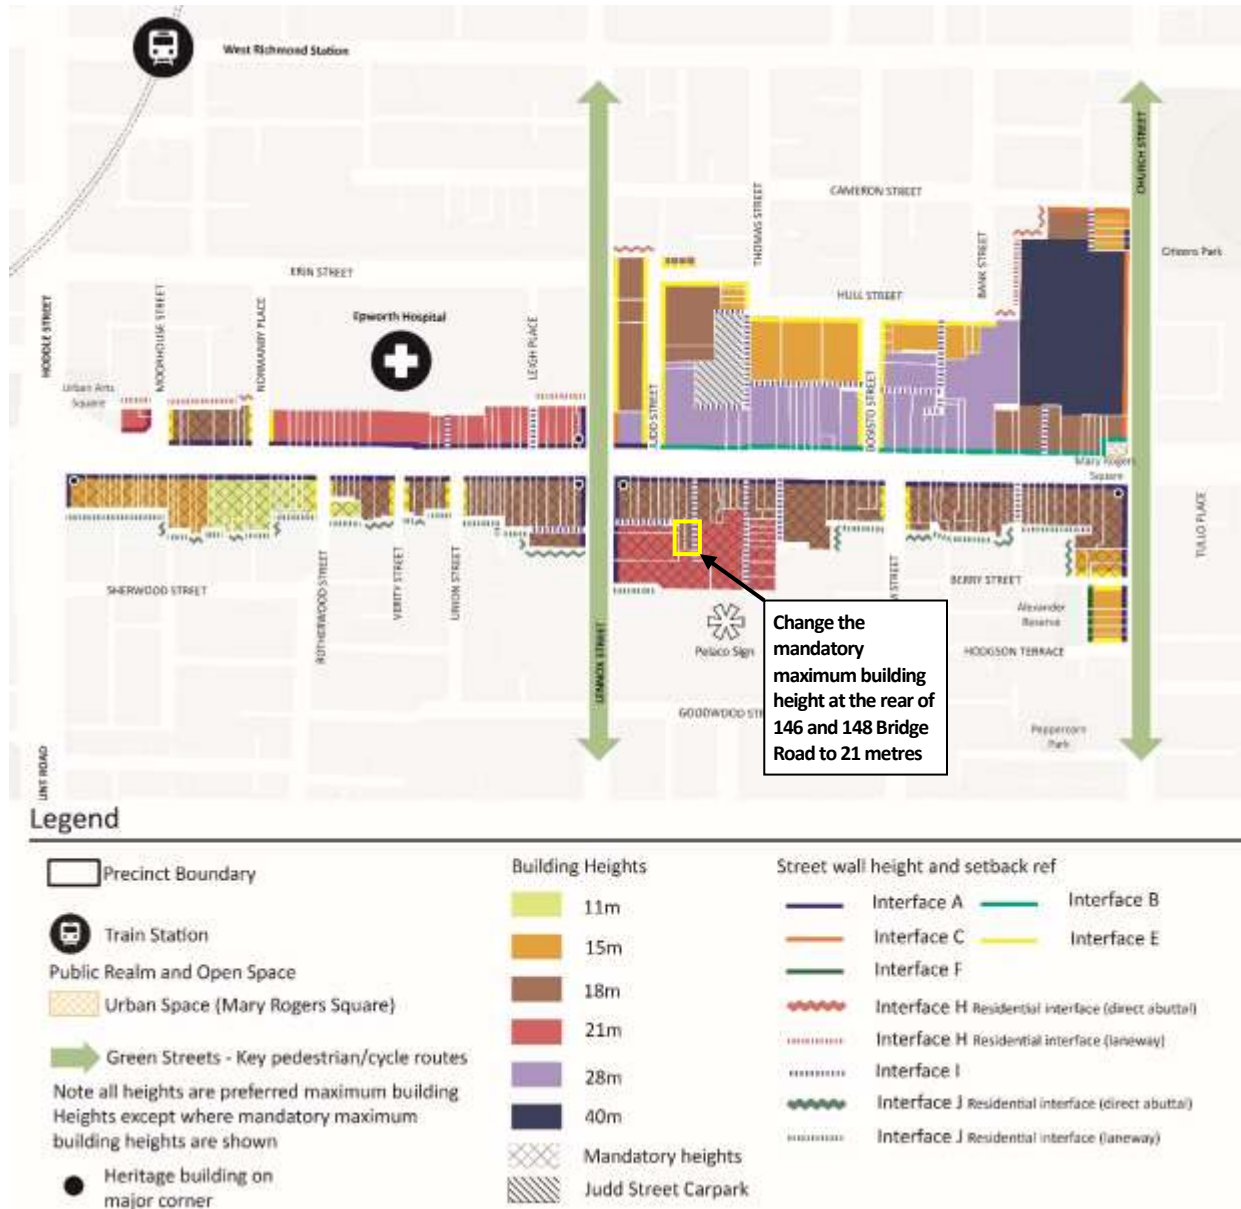 West Richmond Station
CHURCH STREET
CAMERON STREET
THOMAS STREET
BANK STREET
Citizens Park
ERIN STREET
HULL STREET
HODDLE STREET
MOORHOUSE STREET
NORMANBY PLACE
Epworth Hospital
LEIGH PLACE
Urban Arts
Square
JUDD STREET
DOSISTO STREET
Mary Rogers
Square
TULLO PLACE
SHERWOOD STREET
ROTHERWOOD STREET
VERITY STREET
UNION STREET
LENNOX STREET
BERRY STREET
Alexander
Reserve
HODGSON TERRACE
Pelaco Sign
GOODWOOD ST
Peppercorn
Park
UNT ROAD
Change the
mandatory
maximum building
height at the rear of
146 and 148 Bridge
Road to 21 metres
Legend
Precinct Boundary
Train Station
Public Realm and Open Space
Urban Space (Mary Rogers Square)
Green Streets - Key pedestrian/cycle routes
Note all heights are preferred maximum building
Heights except where mandatory maximum
building heights are shown
Heritage building on
major corner
Building Heights
11m
15m
18m
21m
28m
40m
Mandatory heights
Judd Street Carpark
Street wall height and setback ref
Interface A
Interface B
Interface C
Interface E
Interface F
Interface H Residential interface (direct abuttal)
Interface H Residential interface (laneway)
Interface I
Interface J Residential interface (direct abuttal)
Interface J Residential interface (laneway)